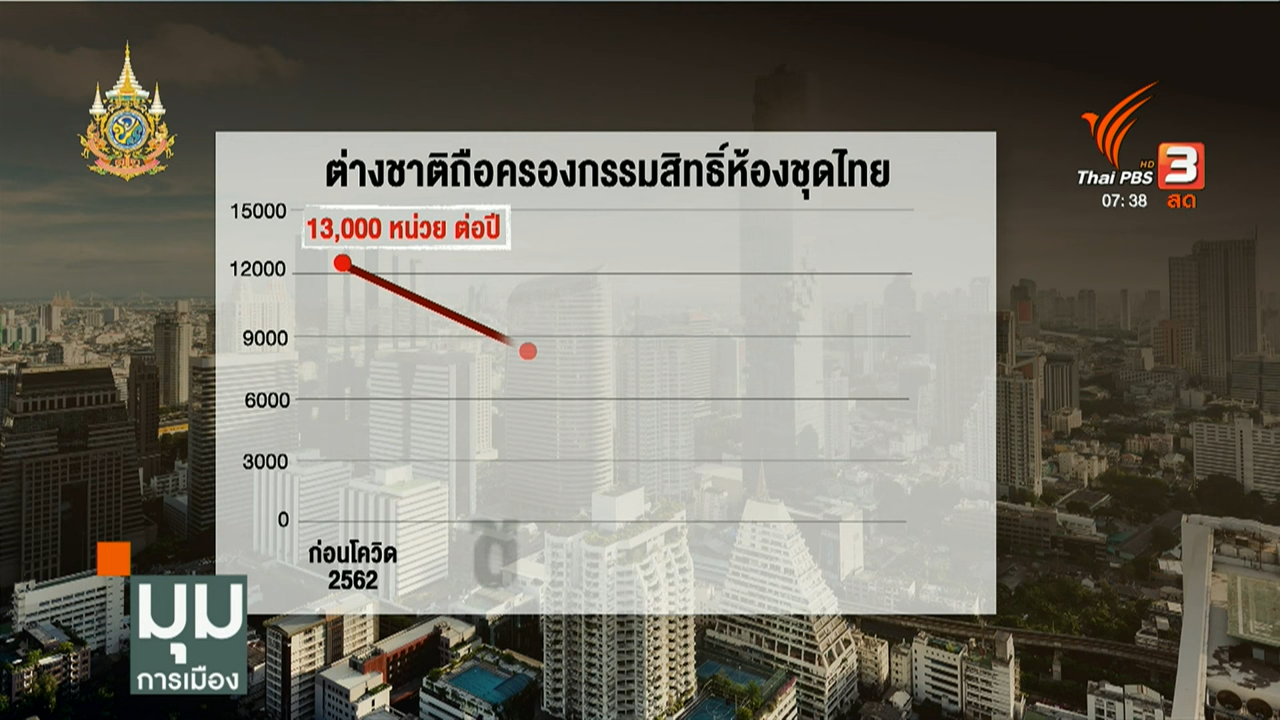 ต่างชาติถือครองกรรมสิทธิ์ห้องชุดไทย
Thai PBS HD 3
07:38 สด
15000
13,000 หน่วย ต่อปี
12000
9000
6000
3000
0
ก่อนโควิด
2562
มุม
การเมือง